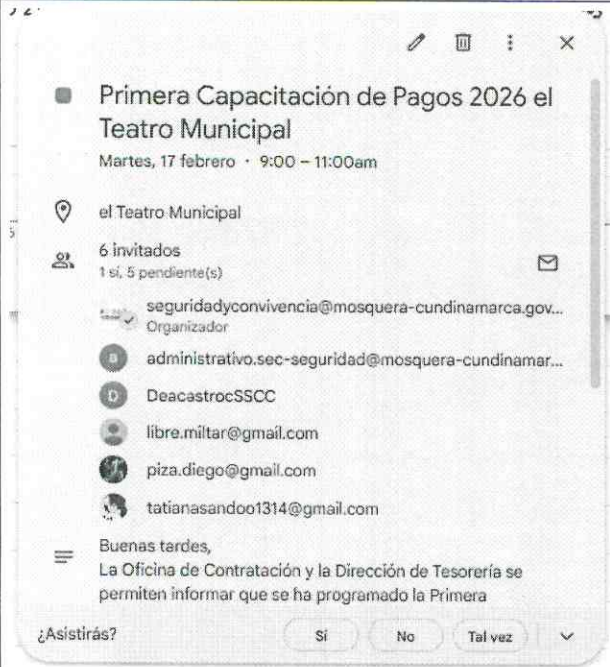 Primera Capacitación de Pagos 2026 el
Teatro Municipal
Martes, 17 febrero · 9:00 – 11:00am
el Teatro Municipal
6 invitados
1 sí, 5 pendiente(s)
seguridadyconvivencia@mosquera-cundinamarca.gov...
Organizador
administrativo.sec-seguridad@mosquera-cundinamar...
D DeacastrocSSCC
libre.miltar@gmail.com
piza.diego@gmail.com
tatianasandoo1314@gmail.com
Buenas tardes,
La Oficina de Contratación y la Dirección de Tesorería se
permiten informar que se ha programado la Primera
¿Asistirás? Sí No Tal vez